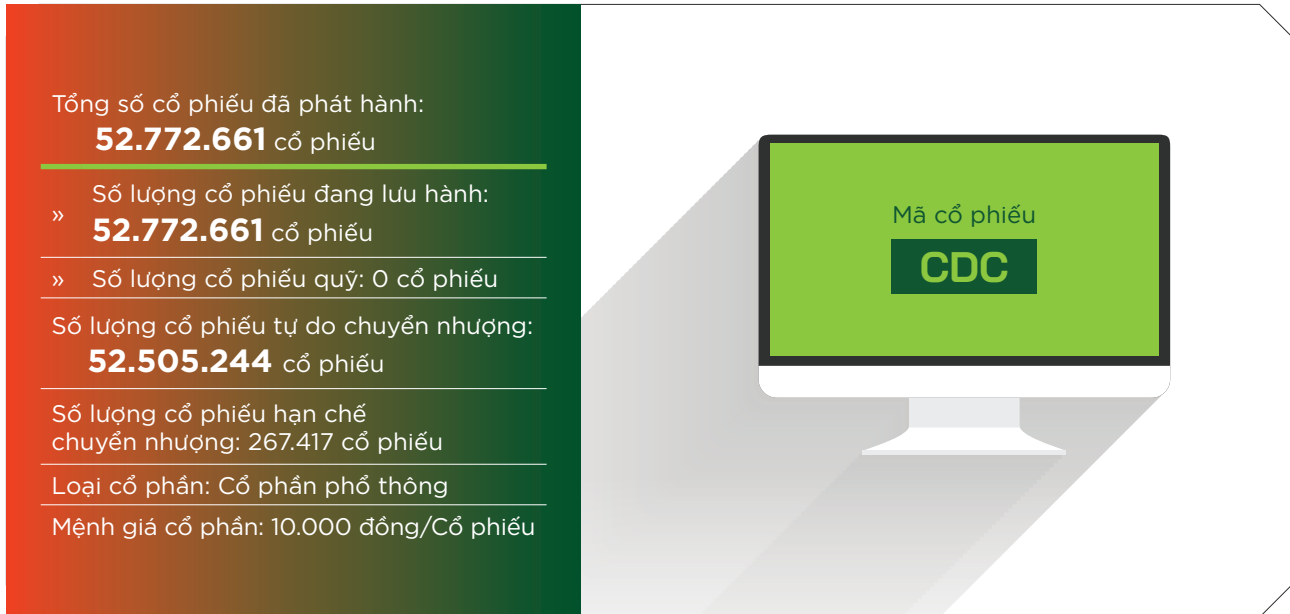 Tổng số cổ phiếu đã phát hành:
52.772.661 cổ phiếu
» Số lượng cổ phiếu đang lưu hành:
52.772.661 cổ phiếu
» Số lượng cổ phiếu quỹ: 0 cổ phiếu
Số lượng cổ phiếu tự do chuyển nhượng:
52.505.244 cổ phiếu
Số lượng cổ phiếu hạn chế
chuyển nhượng: 267.417 cổ phiếu
Loại cổ phần: Cổ phần phổ thông
Mệnh giá cổ phần: 10.000 đồng/Cổ phiếu
Mã cổ phiếu
CDC